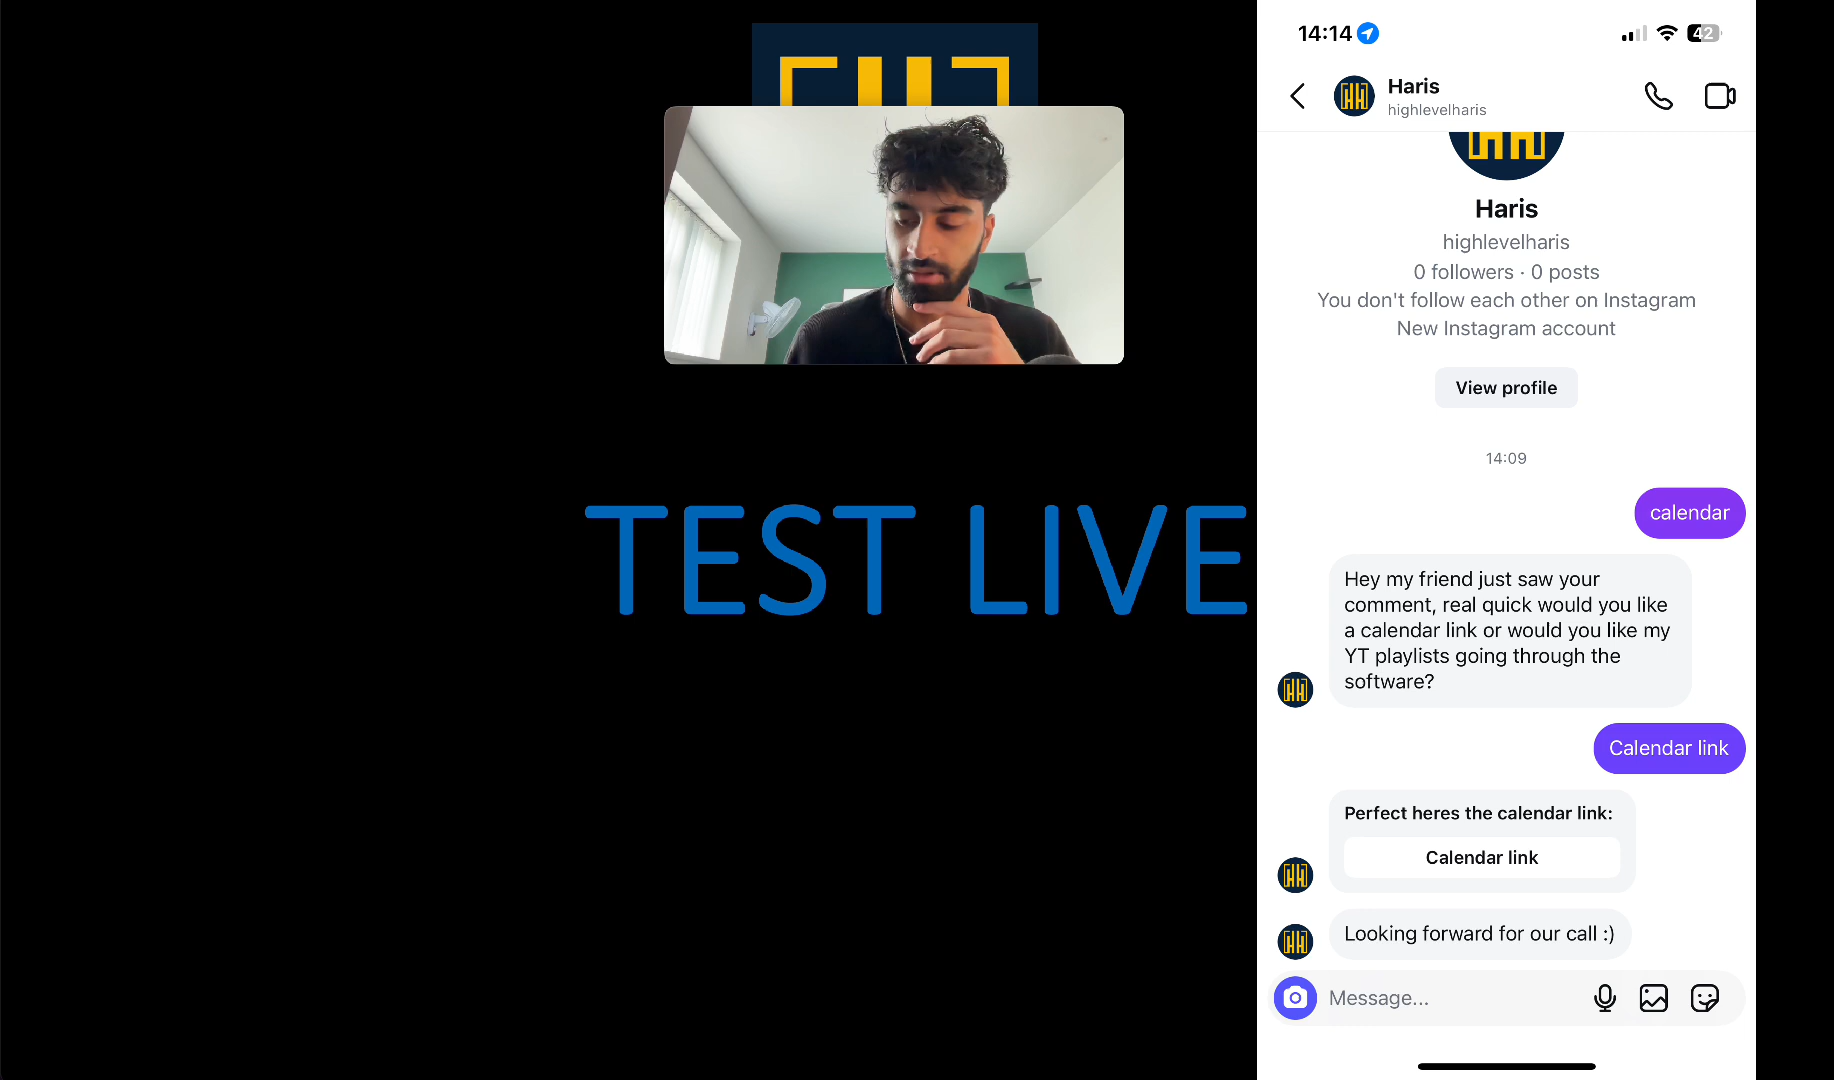 TEST LIVE
14:14
42
Haris
highlevelharis
Haris
highlevelharis
0 followers · 0 posts
You don't follow each other on Instagram
New Instagram account
View profile
14:09
calendar
Hey my friend just saw your
comment, real quick would you like
a calendar link or would you like my
YT playlists going through the
software?
Calendar link
Perfect heres the calendar link:
Calendar link
Looking forward for our call :)
Message...